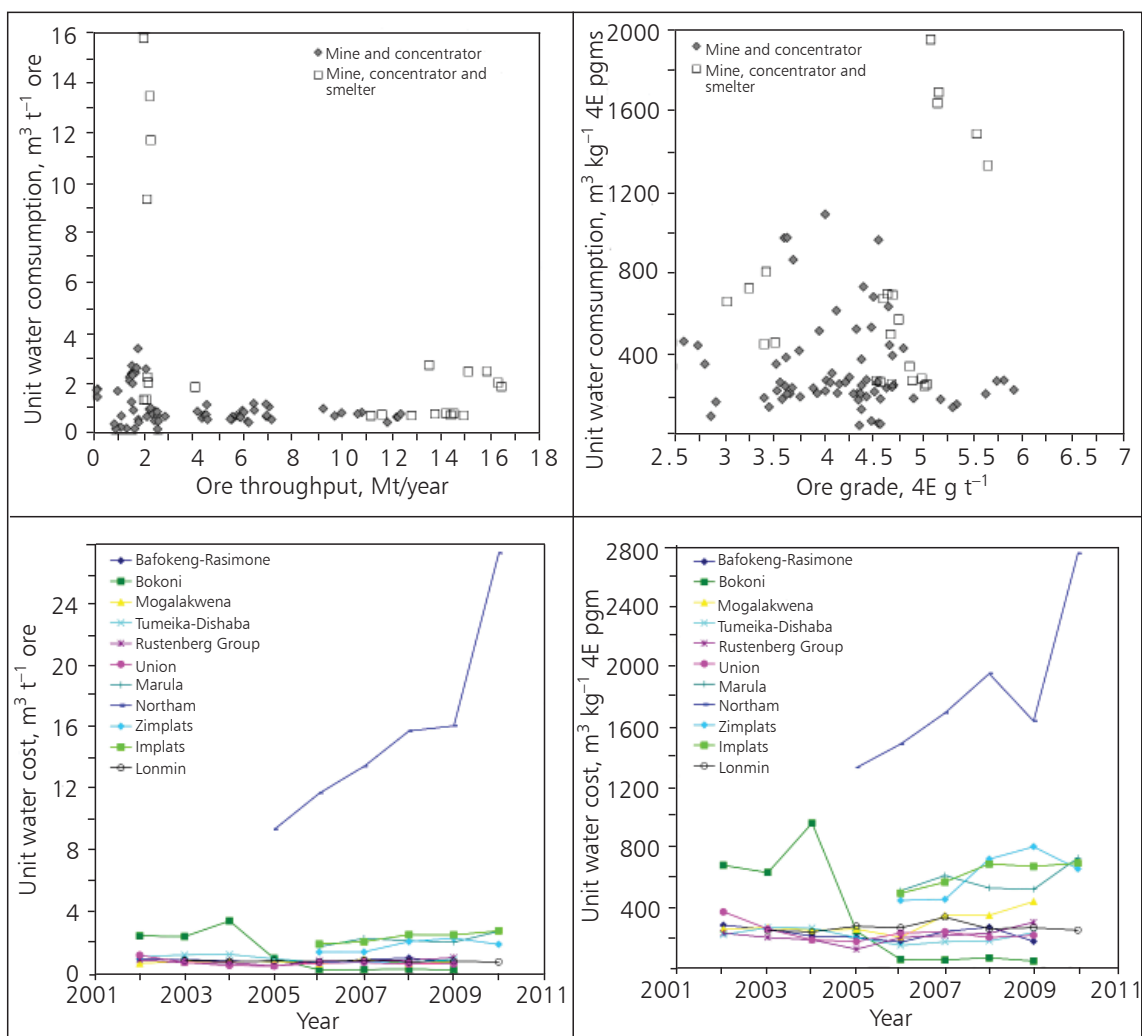 16
14
12
10
8
6
4
2
0
Unit water comsumption, m³ t⁻¹ ore
Mine and concentrator
Mine, concentrator and
smelter
0 2 4 6 8 10 12 14 16 18
Ore throughput, Mt/year
2000
1600
1200
800
400
Unit water comsumption, m³ kg⁻¹ 4E pgms
Mine and concentrator
Mine, concentrator and
smelter
2.5 3 3.5 4 4.5 5 5.5 6 6.5 7
Ore grade, 4E g t⁻¹
24
20
16
12
8
4
0
Unit water cost, m³ t⁻¹ ore
Bafokeng-Rasimone
Bokoni
Mogalakwena
Tumeika-Dishaba
Rustenberg Group
Union
Marula
Northam
Zimplats
Implats
Lonmin
2001 2003 2005 2007 2009 2011
Year
2800
2400
2000
1600
1200
800
400
Unit water cost, m³ kg⁻¹ 4E pgm
Bafokeng-Rasimone
Bokoni
Mogalakwena
Tumeika-Dishaba
Rustenberg Group
Union
Marula
Northam
Zimplats
Implats
Lonmin
2001 2003 2005 2007 2009 2011
Year